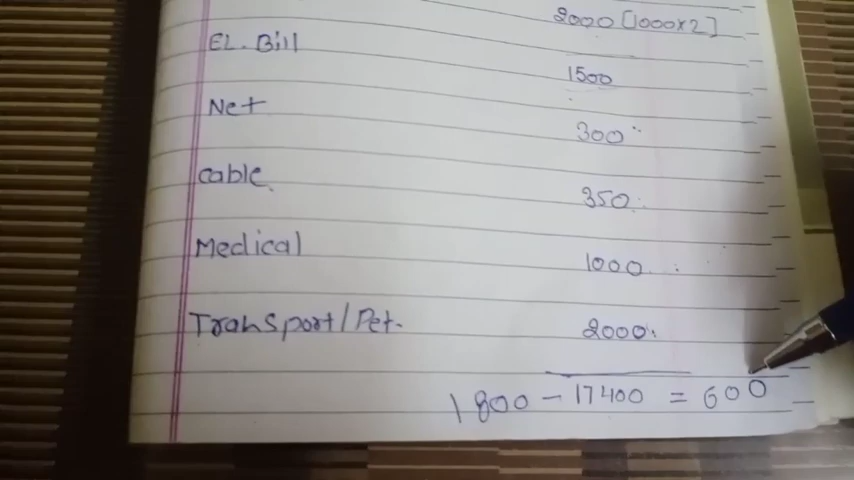 2000 [1000x2]
EL. Bill 1500
Net 300
cable 350
Medical 1000
Transport/Pet. 2000
1800 - 17400 = 600